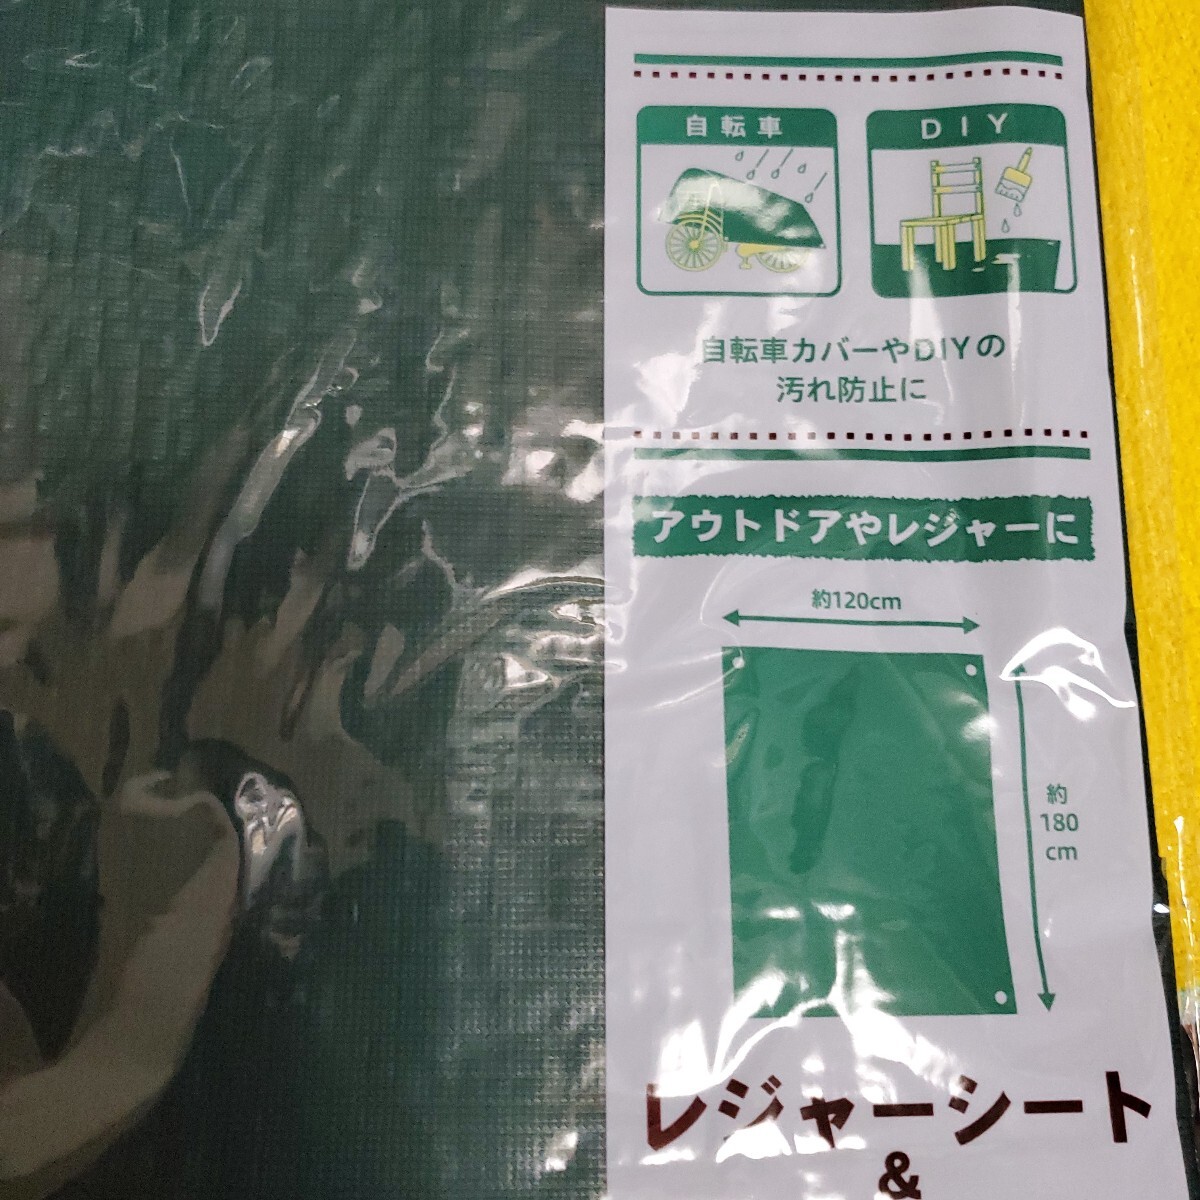 自転車
DIY
自転車カバーやDIYの
汚れ防止に
アウトドアやレジャーに
約120cm
約
180
cm
レジャーシート
&